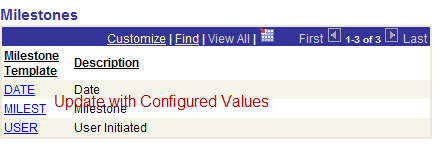 Milestones
Customize | Find | View All | First 1-3 of 3 Last
Milestone Template Description
DATE Date
Update with Configured Values
MILEST Milestone
USER User Initiated